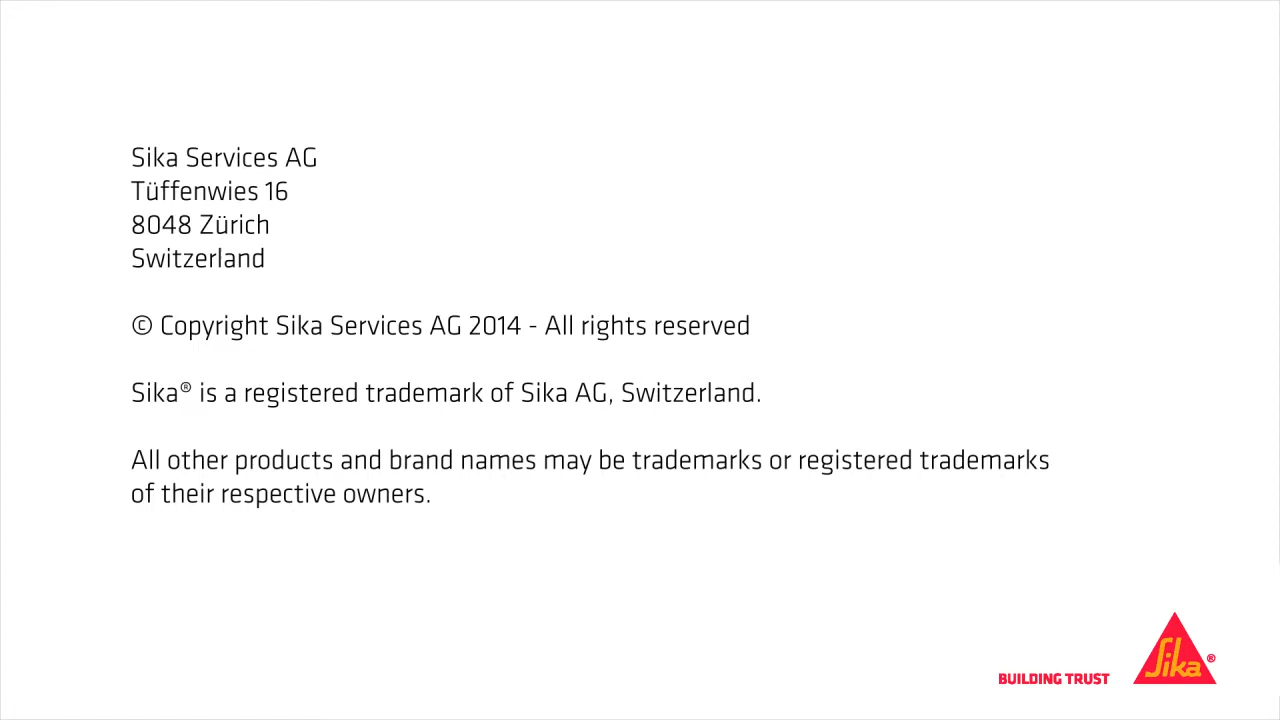 Sika Services AG
Tüffenwies 16
8048 Zürich
Switzerland
© Copyright Sika Services AG 2014 - All rights reserved
Sika® is a registered trademark of Sika AG, Switzerland.
All other products and brand names may be trademarks or registered trademarks
of their respective owners.
BUILDING TRUST
Sika®